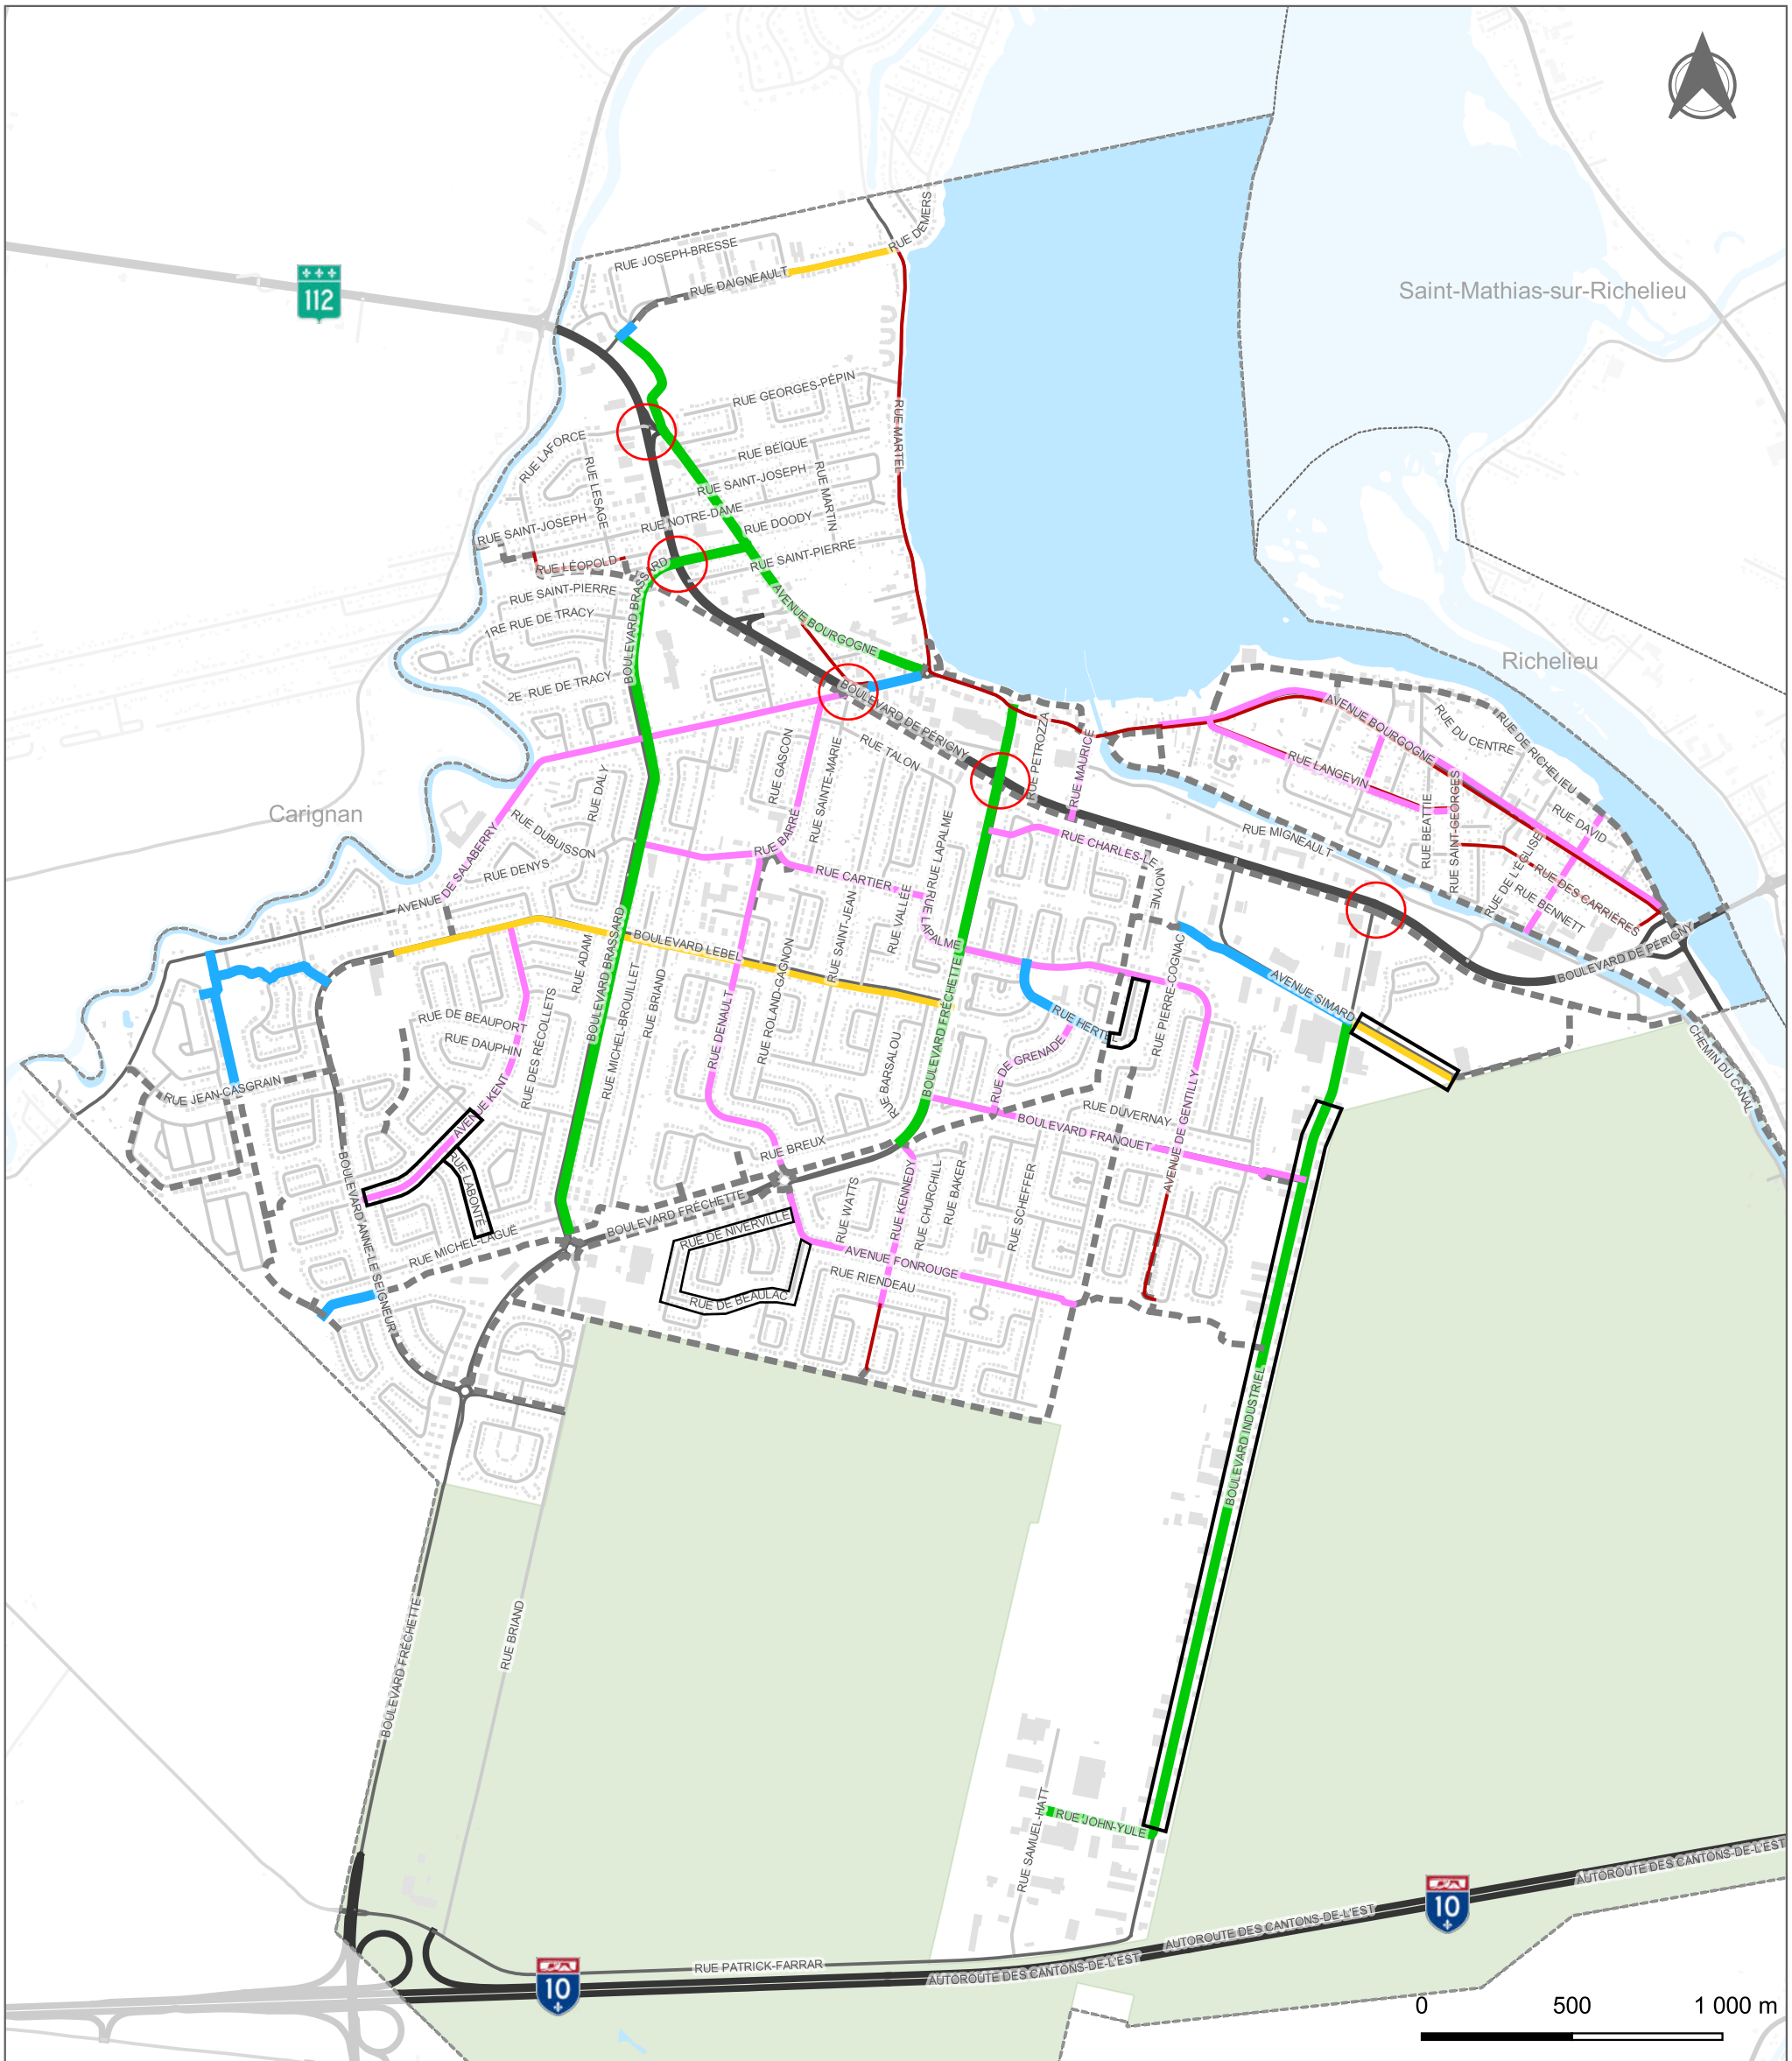 RUE DEMERS
RUE JOSEPH-BRESSE
RUE DAIGNEAULT
112
Saint-Mathias-sur-Richelieu
RUE GEORGES-PÉPIN
RUE MARTEL
RUE LAFORCE
RUE BÉÏQUE
RUE LESAGE
RUE SAINT-JOSEPH
RUE MARTIN
RUE NOTRE-DAME
RUE DOODY
RUE SAINT-JOSEPH
RUE SAINT-PIERRE
RUE LÉOPOLD
BOULEVARD BRASSARD
RUE SAINT-PIERRE
1RE RUE DE TRACY
AVENUE BOURGOGNE
2E RUE DE TRACY
Richelieu
BOULEVARD DE PÉRIGNY
AVENUE BOURGOGNE
RUE DU CENTRE
RUE DE RICHELIEU
RUE PETROZZA
RUE MAURICE
RUE TALON
RUE GASCON
RUE SAINTE-MARIE
RUE LANGEVIN
Carignan
RUE DALY
RUE DUBUISSON
RUE BARRÉ
RUE LAPALME
RUE CHARLES-LE MOYNE
RUE MIGNEAULT
RUE BEATTIE
RUE SAINT-GEORGES
RUE DAVID
RUE DE L'ÉGLISE
RUE DES CARRIÈRES
RUE BENNETT
AVENUE DE SALABERRY
RUE DENYS
RUE CARTIER
RUE SAINT-JEAN
RUE VALLÉE
RUE LAPALME
BOULEVARD DE PÉRIGNY
BOULEVARD LEBEL
RUE ADAM
BOULEVARD BRASSARD
RUE MICHEL-BROUILLET
RUE BRIAND
RUE ROLAND-GAGNON
BOULEVARD FRÉCHETTE
RUE PIERRE-COGNAC
AVENUE SIMARD
RUE HERTEL
CHEMIN DU CANAL
RUE DE BEAUPORT
RUE DAUPHIN
RUE DES RÉCOLLETS
RUE DENAULT
RUE BARSALOU
RUE DE GRENADE
RUE JEAN-CASGRAIN
AVENUE KENT
RUE DUVERNAY
BOULEVARD FRANQUET
AVENUE DE GENTILLY
RUE BREUX
RUE LABONTÉ
BOULEVARD ANNE-LE SEIGNEUR
RUE WATTS
RUE KENNEDY
RUE CHURCHILL
RUE BAKER
RUE SCHEFFER
BOULEVARD FRÉCHETTE
RUE DE NIVERVILLE
RUE MICHEL-LAGUË
AVENUE FONROUGE
RUE RIENDEAU
RUE DE BEAULAC
BOULEVARD INDUSTRIEL
BOULEVARD FRÉCHETTE
RUE BRIAND
RUE SAMUEL-HATT
RUE JOHN-YULE
AUTOROUTE DES CANTONS-DE-L'EST
10
AUTOROUTE DES CANTONS-DE-L'EST
RUE PATRICK-FARRAR
AUTOROUTE DES CANTONS-DE-L'EST
10
0 500 1 000 m